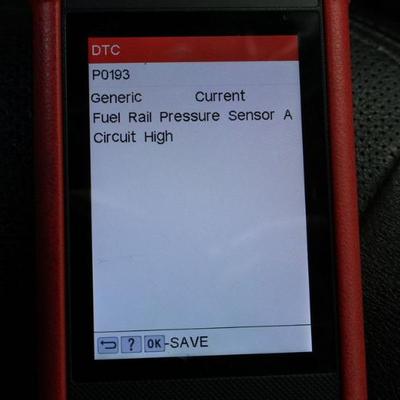 DTC
P0193
Generic Current
Fuel Rail Pressure Sensor A
Circuit High
? OK -SAVE